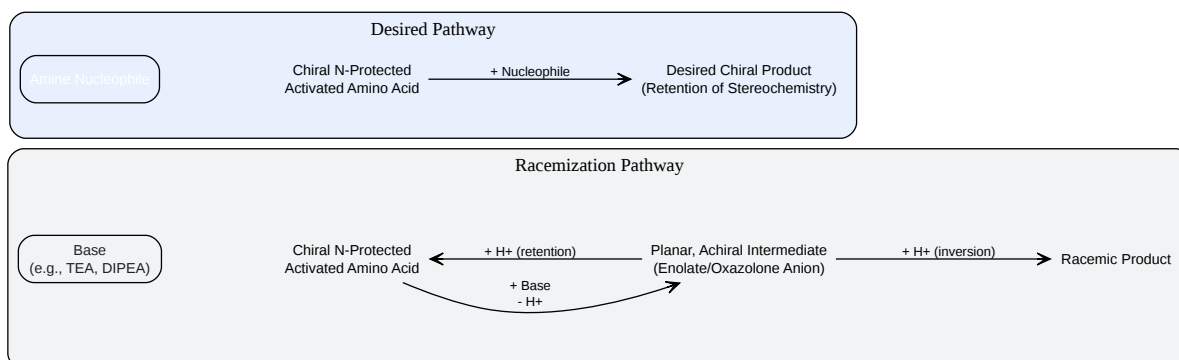 Desired Pathway
Amine Nucleophile
Chiral N-Protected
Activated Amino Acid
+ Nucleophile
Desired Chiral Product
(Retention of Stereochemistry)
Racemization Pathway
Base
(e.g., TEA, DIPEA)
Chiral N-Protected
Activated Amino Acid
+ H+ (retention)
+ Base
- H+
Planar, Achiral Intermediate
(Enolate/Oxazolone Anion)
+ H+ (inversion)
Racemic Product